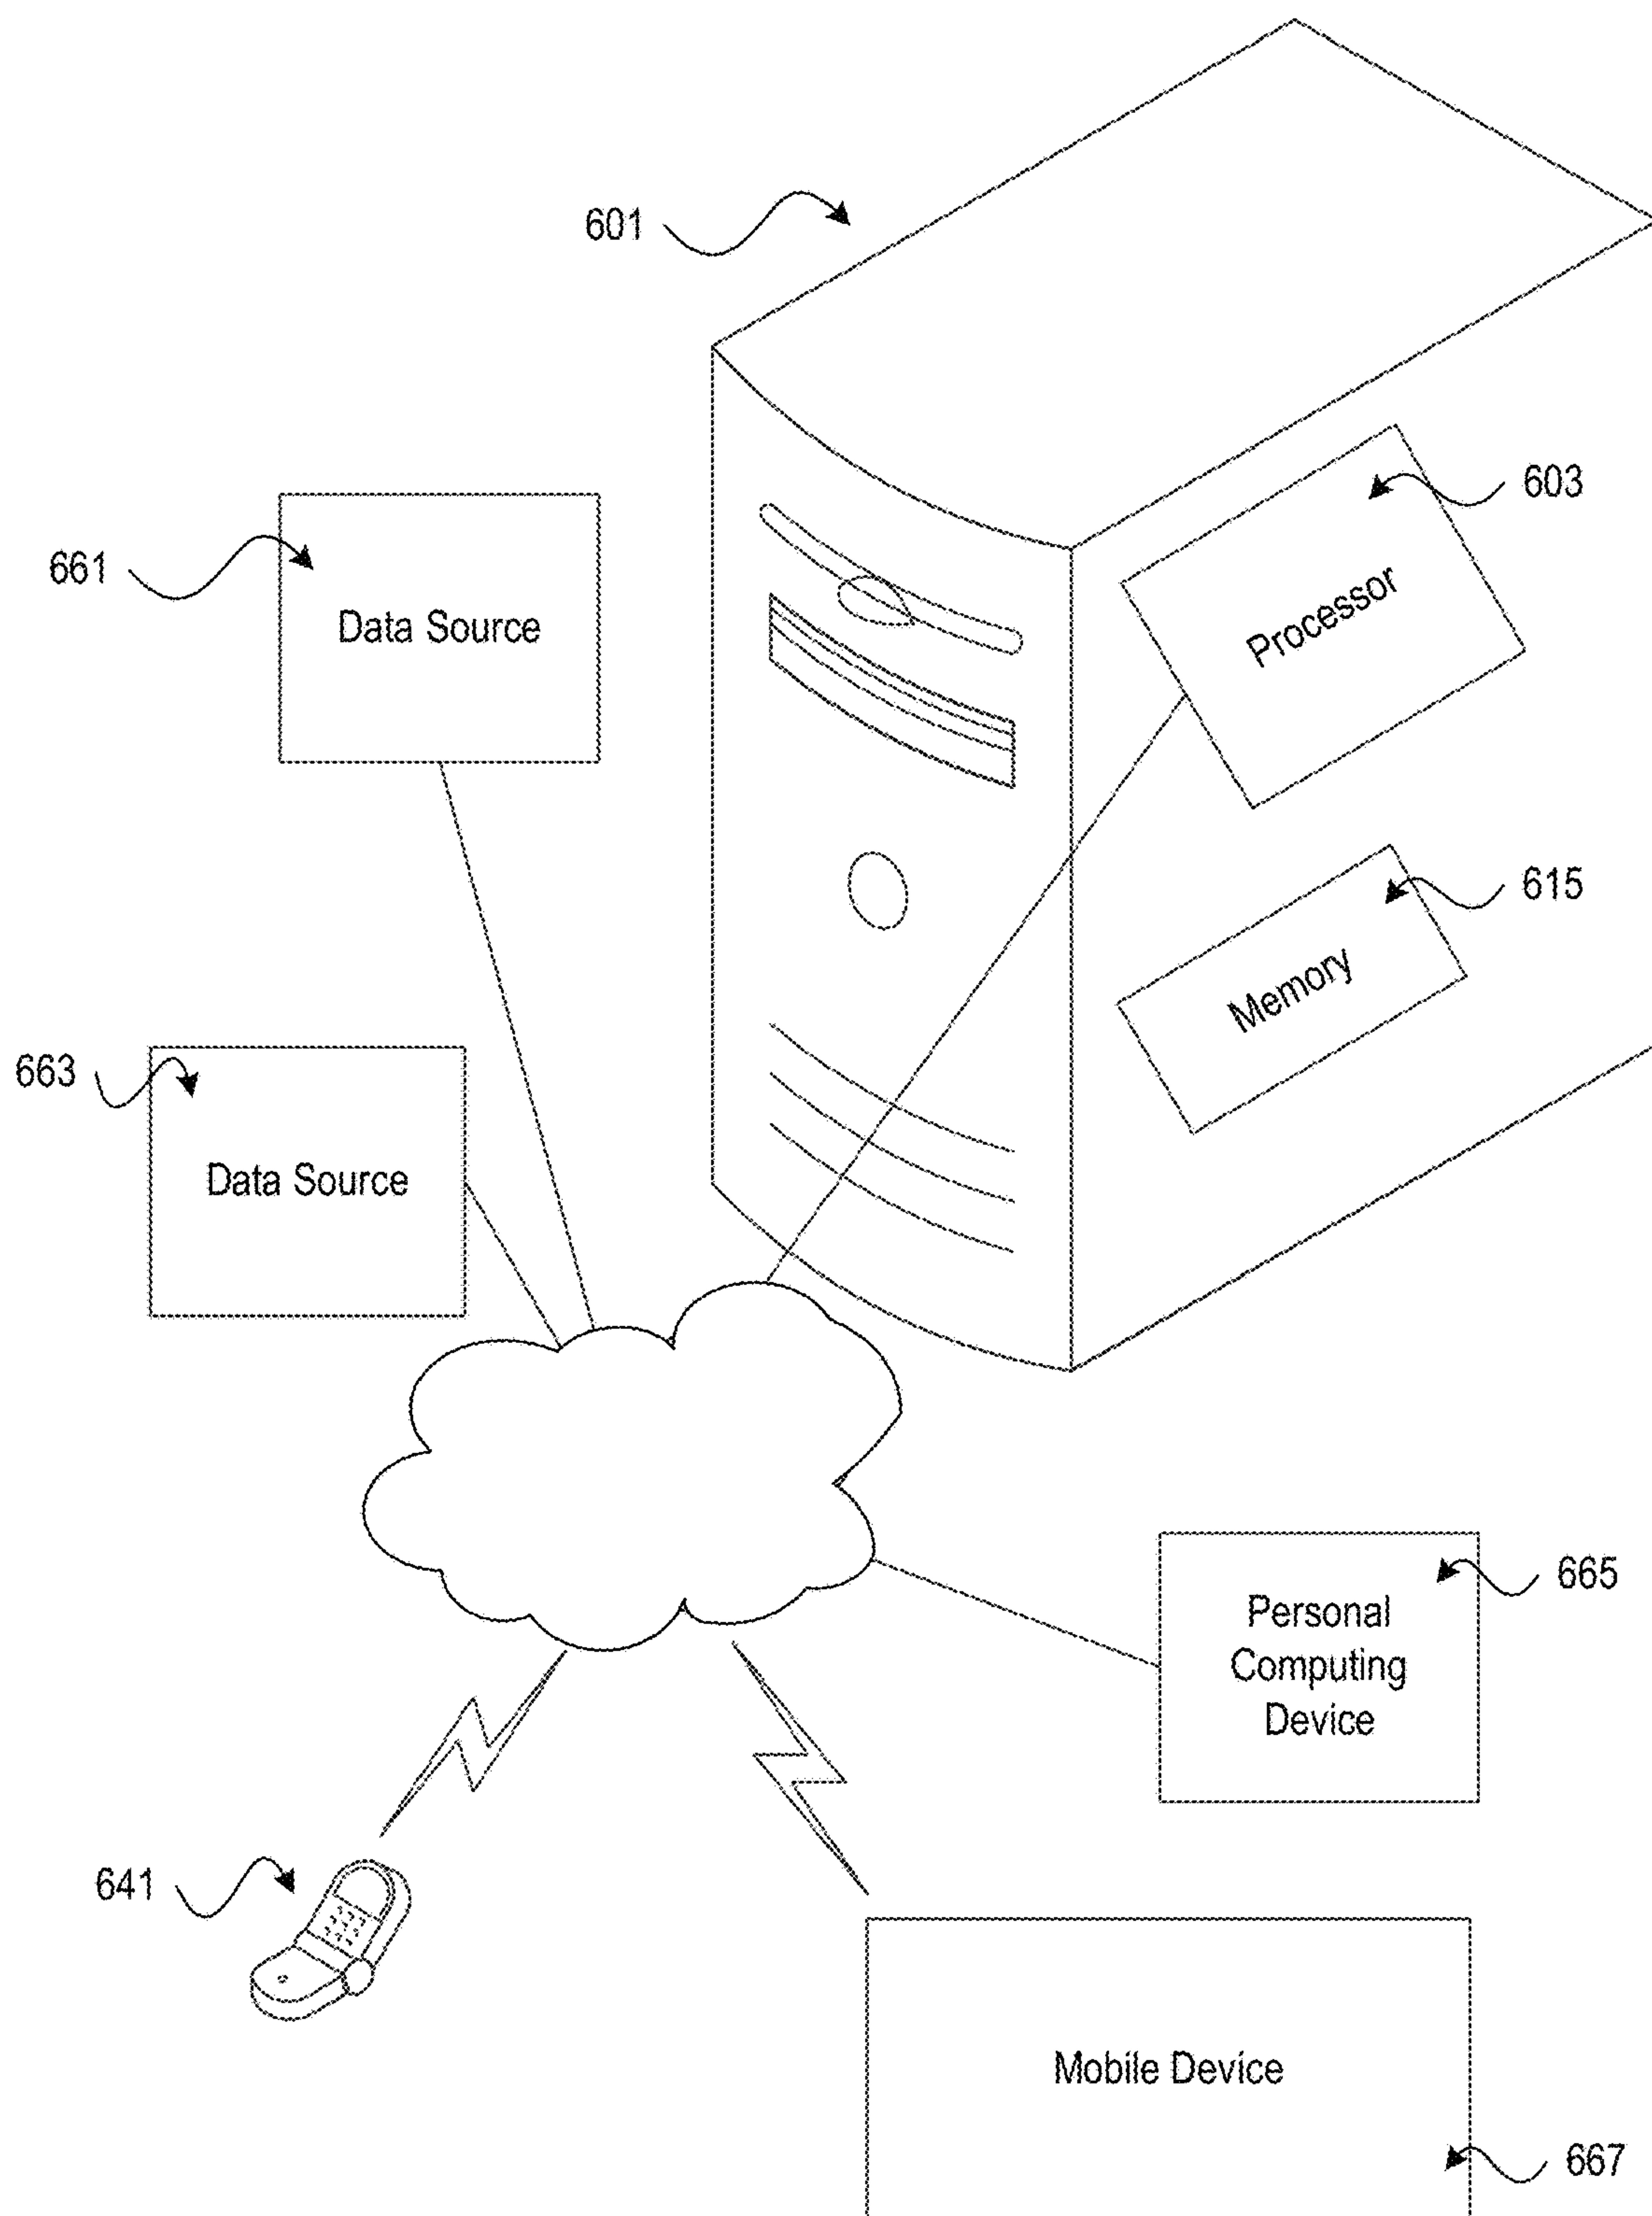 601
603
Processor
661
Data Source
615
Memory
663
Data Source
665
Personal
Computing
Device
641
Mobile Device
667